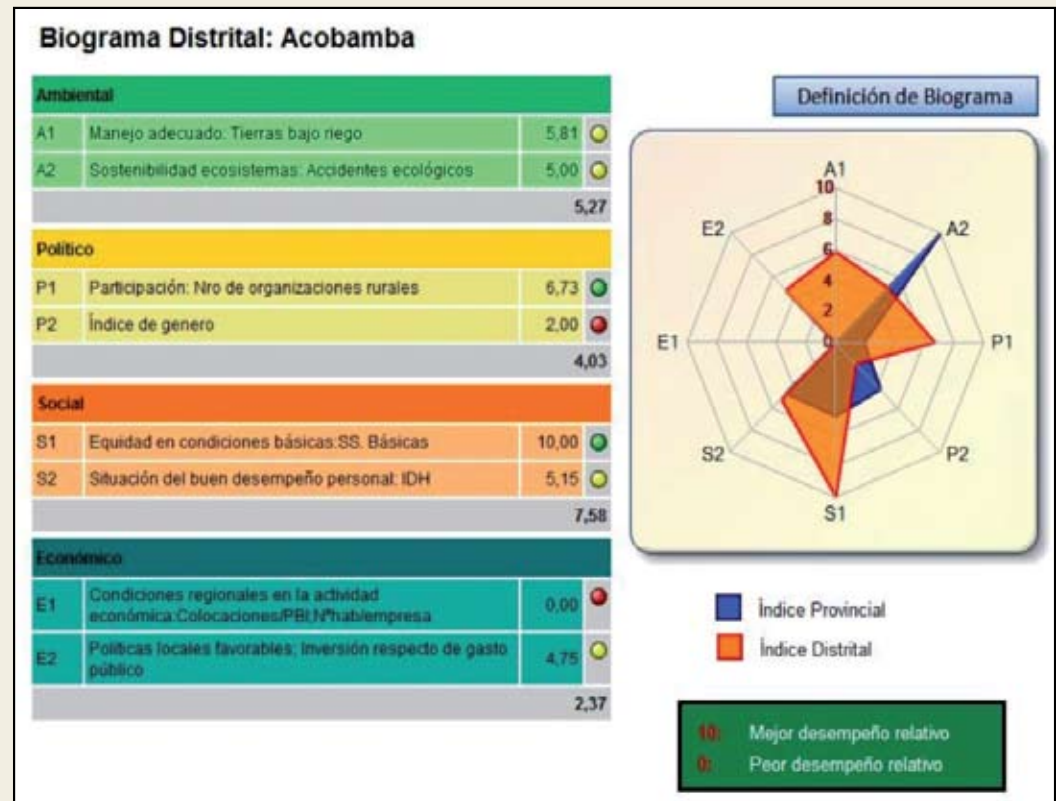 Biograma Distrital: Acobamba
Ambiental
A1 Manejo adecuado: Tierras bajo riego 5,81
A2 Sostenibilidad ecosistemas: Accidentes ecológicos 5,00
5,27
Político
P1 Participación: Nro de organizaciones rurales 6,73
P2 Índice de genero 2,00
4,03
Social
S1 Equidad en condiciones básicas:SS. Básicas 10,00
S2 Situación del buen desempeño personal: IDH 5,15
7,58
Económico
E1 Condiciones regionales en la actividad
económica:Colocaciones/PBI;Nºhab/empresa 0,00
E2 Políticas locales favorables; Inversión respecto de gasto
público 4,75
2,37
Definición de Biograma
A1
10
8
6
4
2
0
A2
P1
P2
S1
S2
E1
E2
Índice Provincial
Índice Distrital
10: Mejor desempeño relativo
0: Peor desempeño relativo